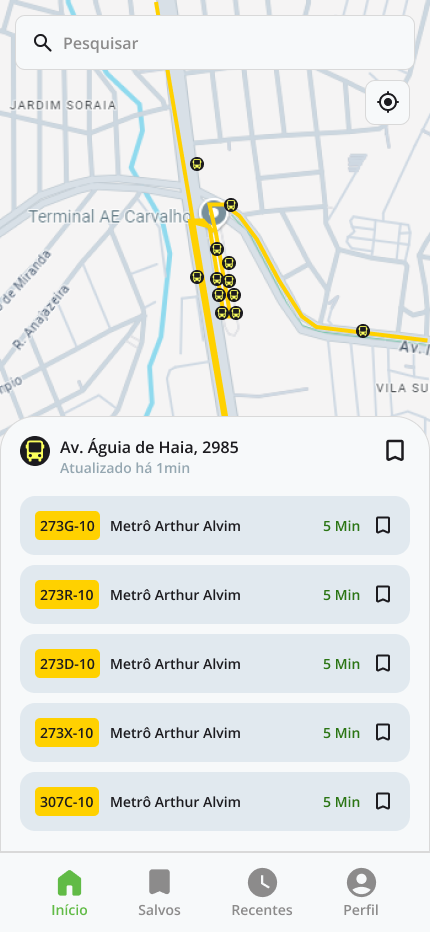 Pesquisar
JARDIM SORAIA
Terminal AE Carvalho
de Miranda
R. Anajazeira
Av.
VILA SU
Av. Águia de Haia, 2985
Atualizado há 1min
273G-10 Metrô Arthur Alvim 5 Min
273R-10 Metrô Arthur Alvim 5 Min
273D-10 Metrô Arthur Alvim 5 Min
273X-10 Metrô Arthur Alvim 5 Min
307C-10 Metrô Arthur Alvim 5 Min
Início Salvos Recentes Perfil